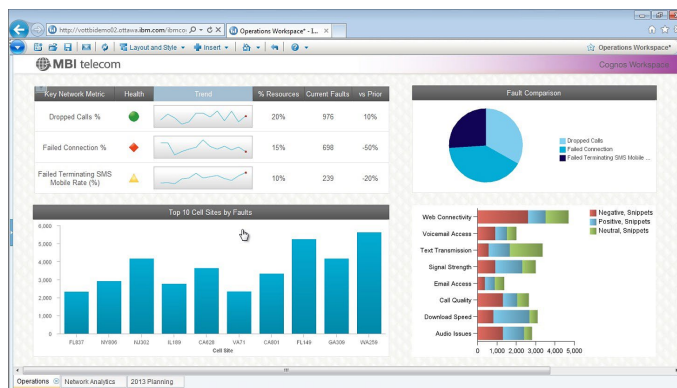 http://vottbidemo02.ottawa.ibm.com/ibmco
Operations Workspace* - I...
Layout and Style
Insert
Operations Workspace*
MBI telecom
Cognos Workspace
Key Network Metric Health Trend % Resources Current Faults vs Prior
Dropped Calls % 20% 976 10%
Failed Connection % 15% 698 -50%
Failed Terminating SMS
Mobile Rate (%) 10% 239 -20%
Fault Comparison
Dropped Calls
Failed Connection
Failed Terminating SMS Mobile ...
Top 10 Cell Sites by Faults
6,000
5,000
4,000
3,000
2,000
1,000
0
FL837 NY606 NJ302 IL169 CA628 VA71 CA601 FL149 GA309 WA259
Cell Site
Negative, Snippets
Positive, Snippets
Neutral, Snippets
Web Connectivity
Voicemail Access
Text Transmission
Signal Strength
Email Access
Call Quality
Download Speed
Audio Issues
0 1,000 2,000 3,000 4,000 5,000
Operations Network Analytics 2013 Planning